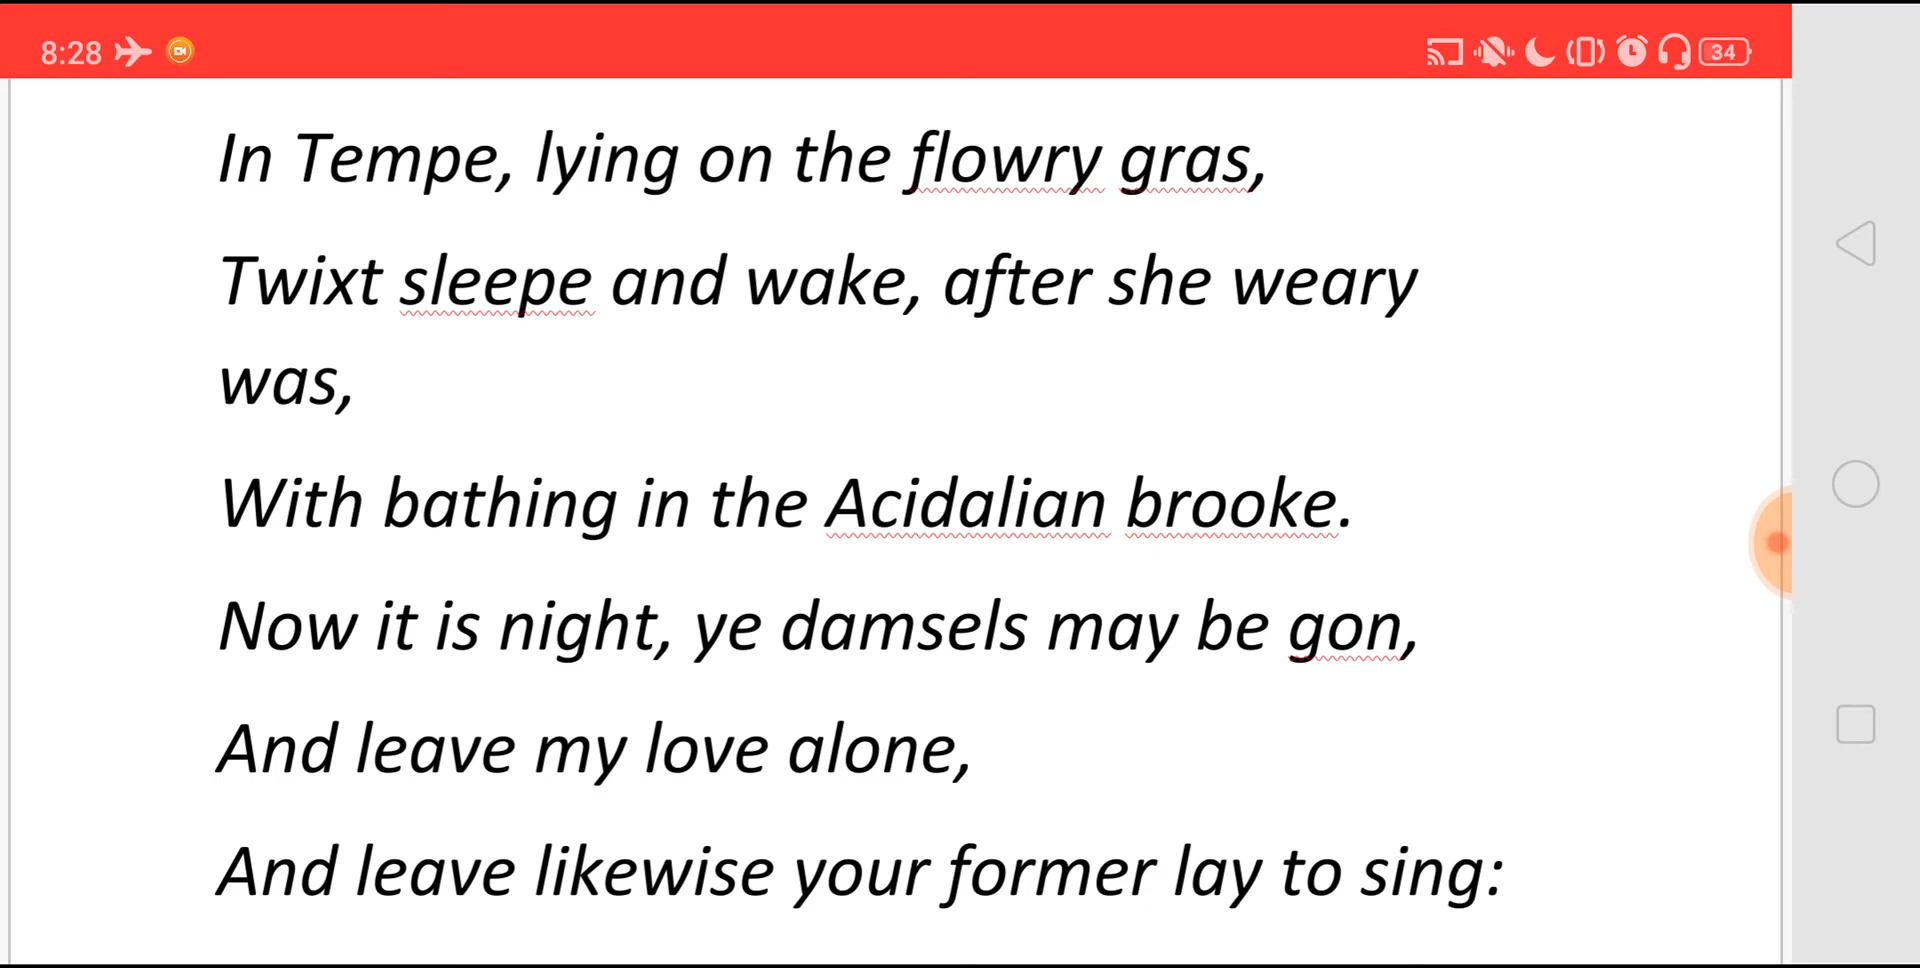 8:28
34
In Tempe, lying on the flowry gras,
Twixt sleepe and wake, after she weary
was,
With bathing in the Acidalian brooke.
Now it is night, ye damsels may be gon,
And leave my love alone,
And leave likewise your former lay to sing: